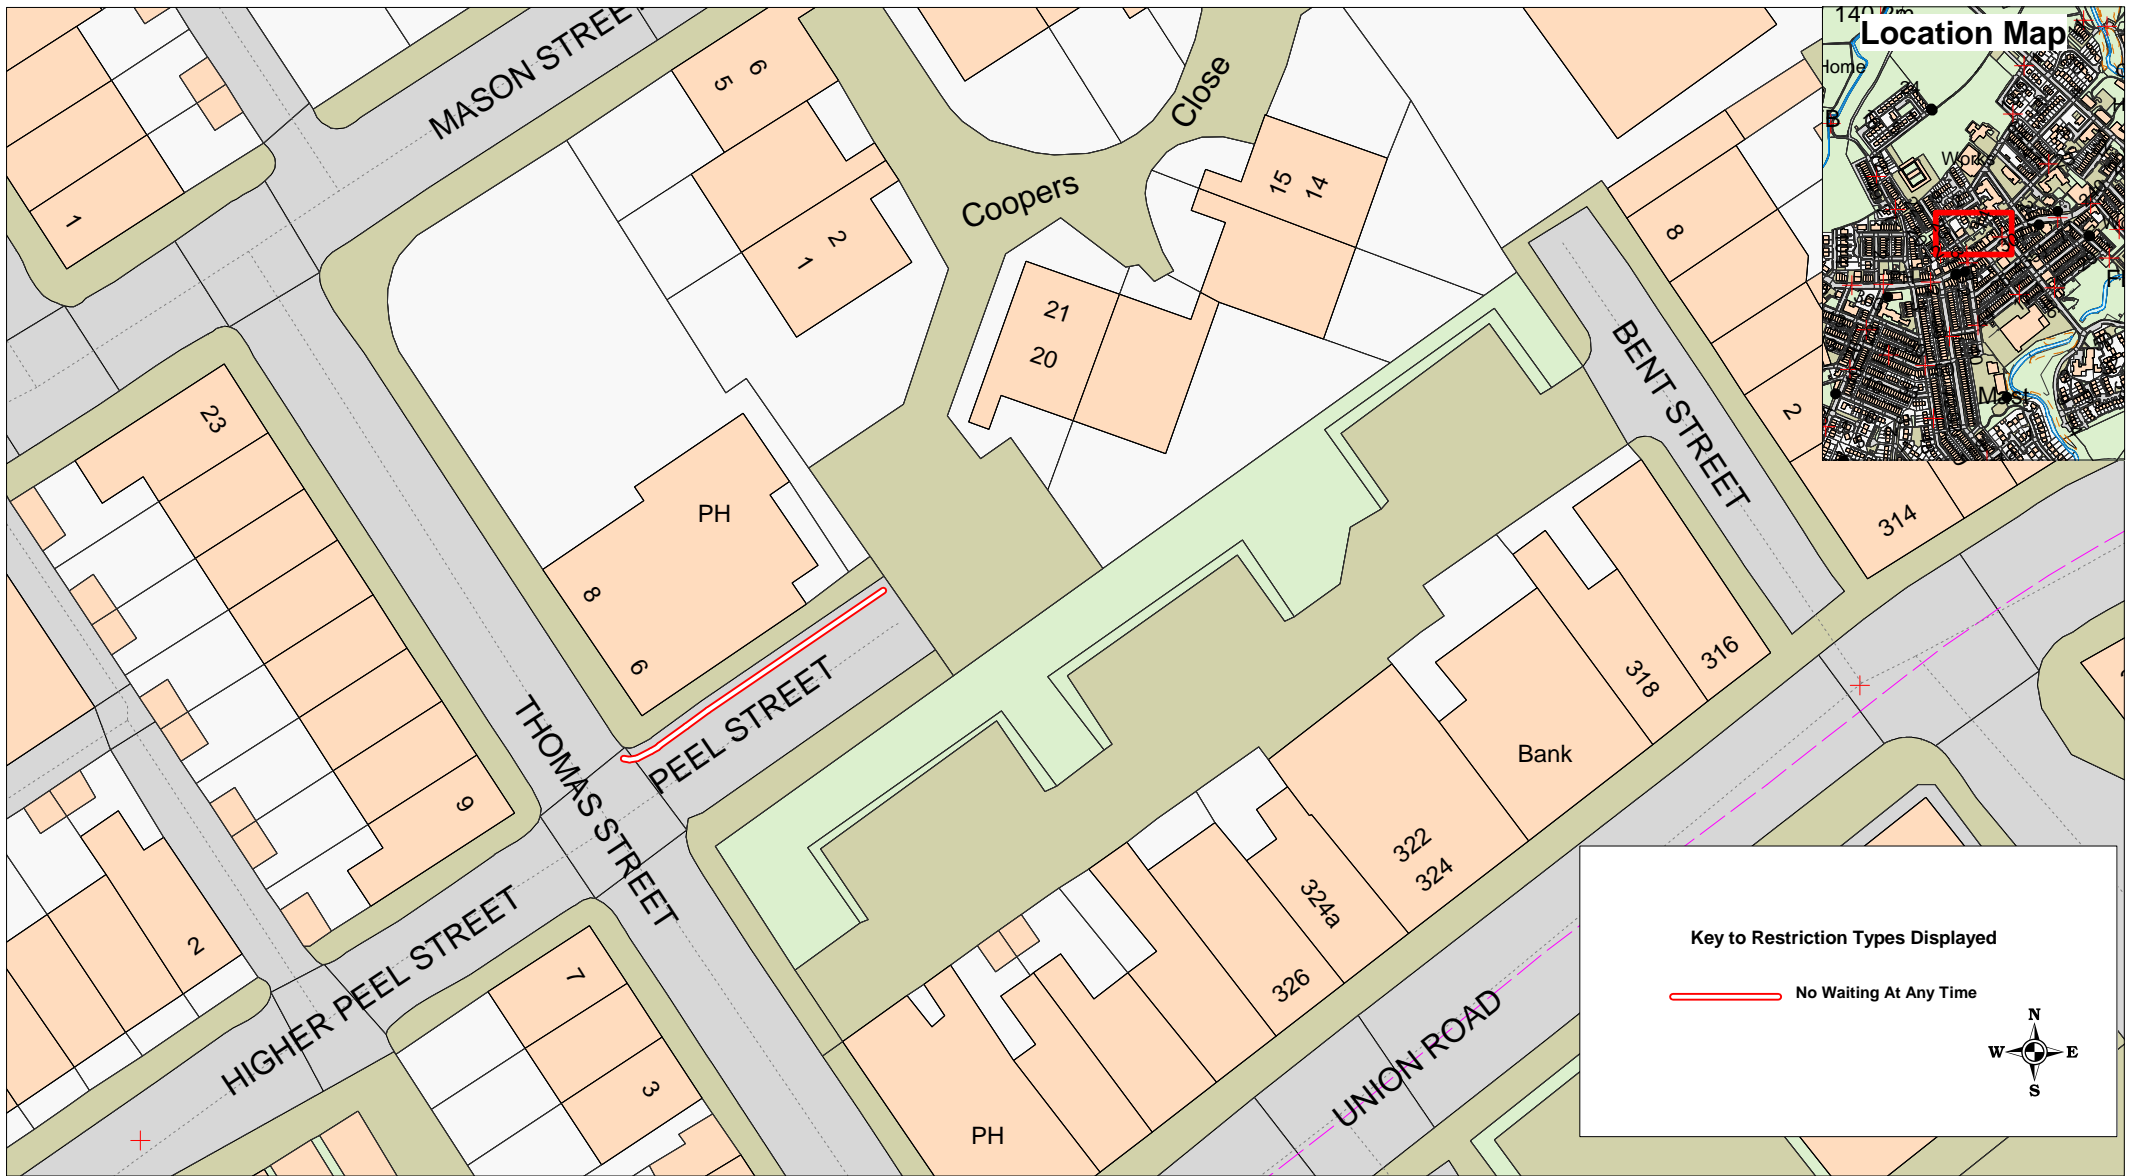 MASON STREET
5
6
Close
Coopers
1
1
2
15
14
21
20
8
2
BENT STREET
314
23
PH
8
6
9
THOMAS STREET
PEEL STREET
316
318
Bank
322
324
324a
326
2
HIGHER PEEL STREET
7
3
PH
UNION ROAD
Location Map
Home
B
Works
Mast
Key to Restriction Types Displayed
No Waiting At Any Time
N
W
E
S